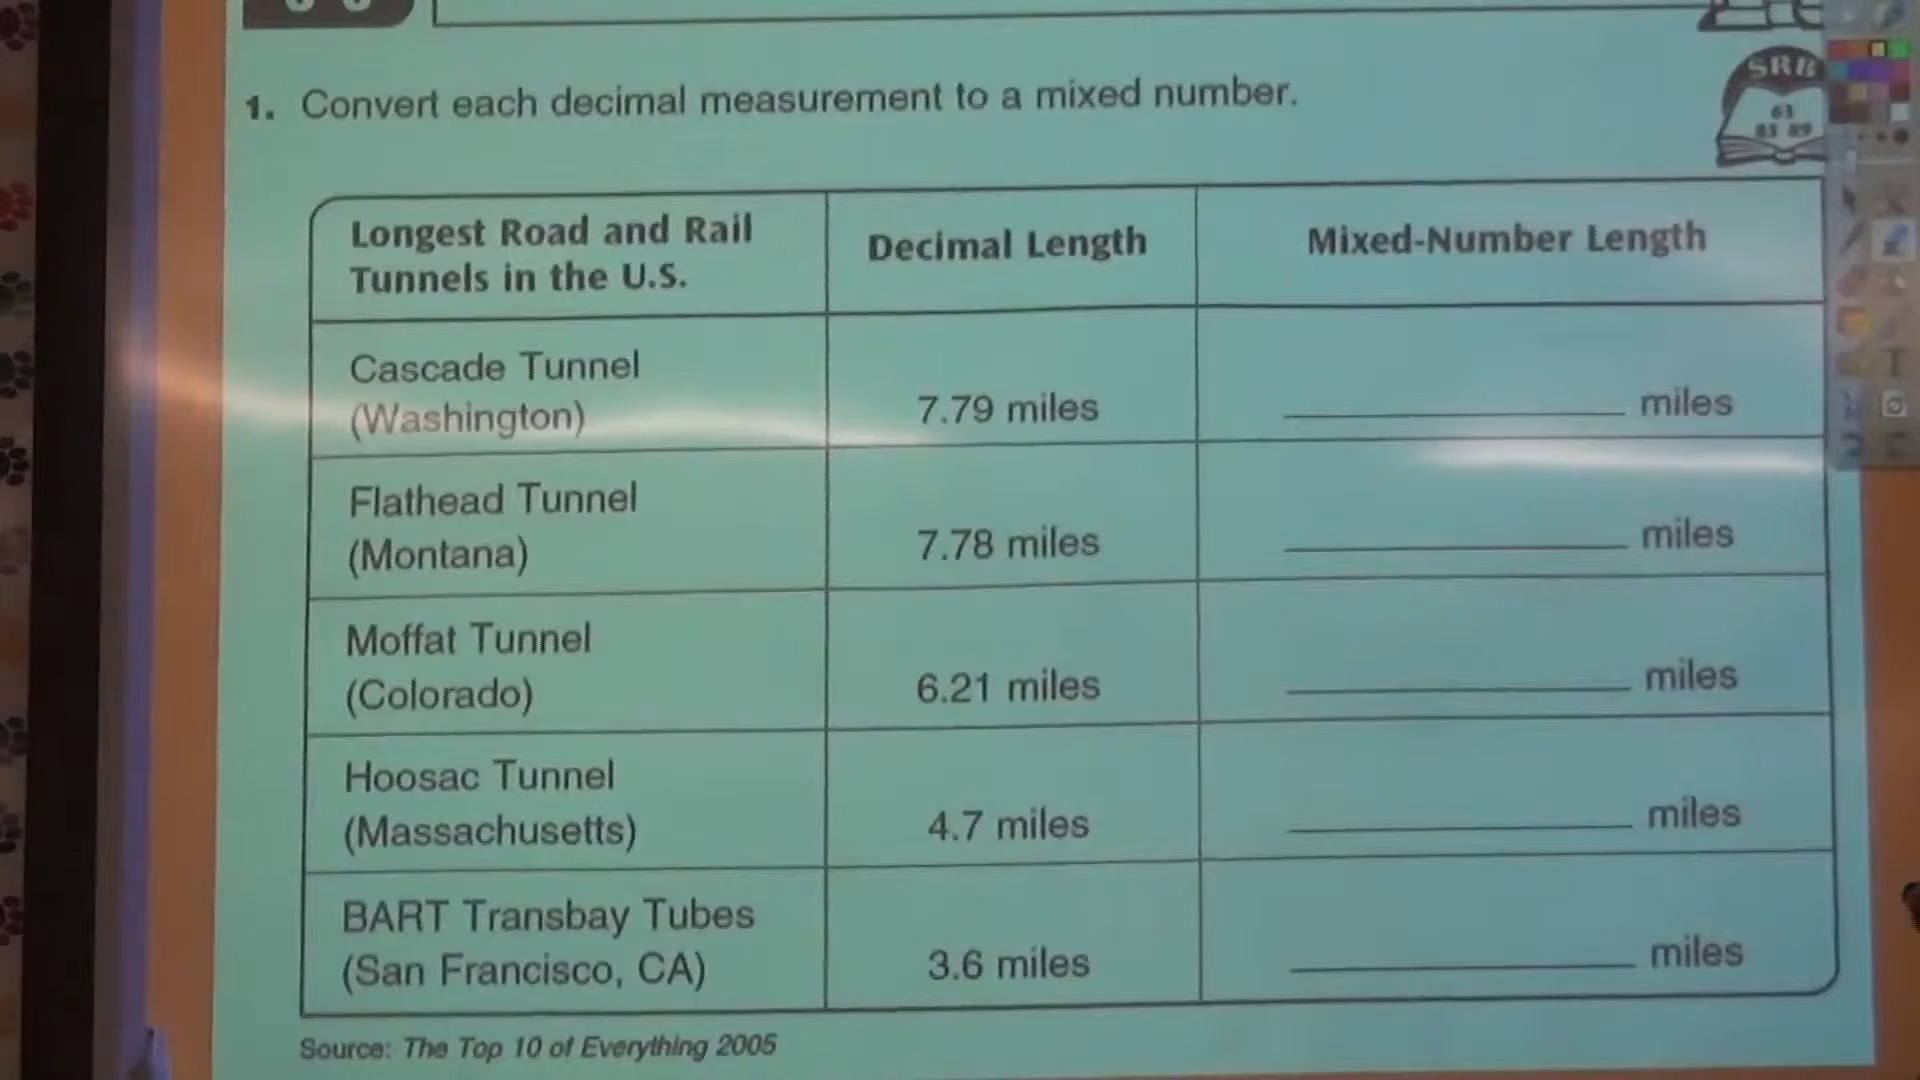 1. Convert each decimal measurement to a mixed number.
SRB
63
83 89
Longest Road and Rail
Tunnels in the U.S.
Decimal Length
Mixed-Number Length
Cascade Tunnel
(Washington)
7.79 miles
miles
Flathead Tunnel
(Montana)
7.78 miles
miles
Moffat Tunnel
(Colorado)
6.21 miles
miles
Hoosac Tunnel
(Massachusetts)
4.7 miles
miles
BART Transbay Tubes
(San Francisco, CA)
3.6 miles
miles
Source: The Top 10 of Everything 2005
T